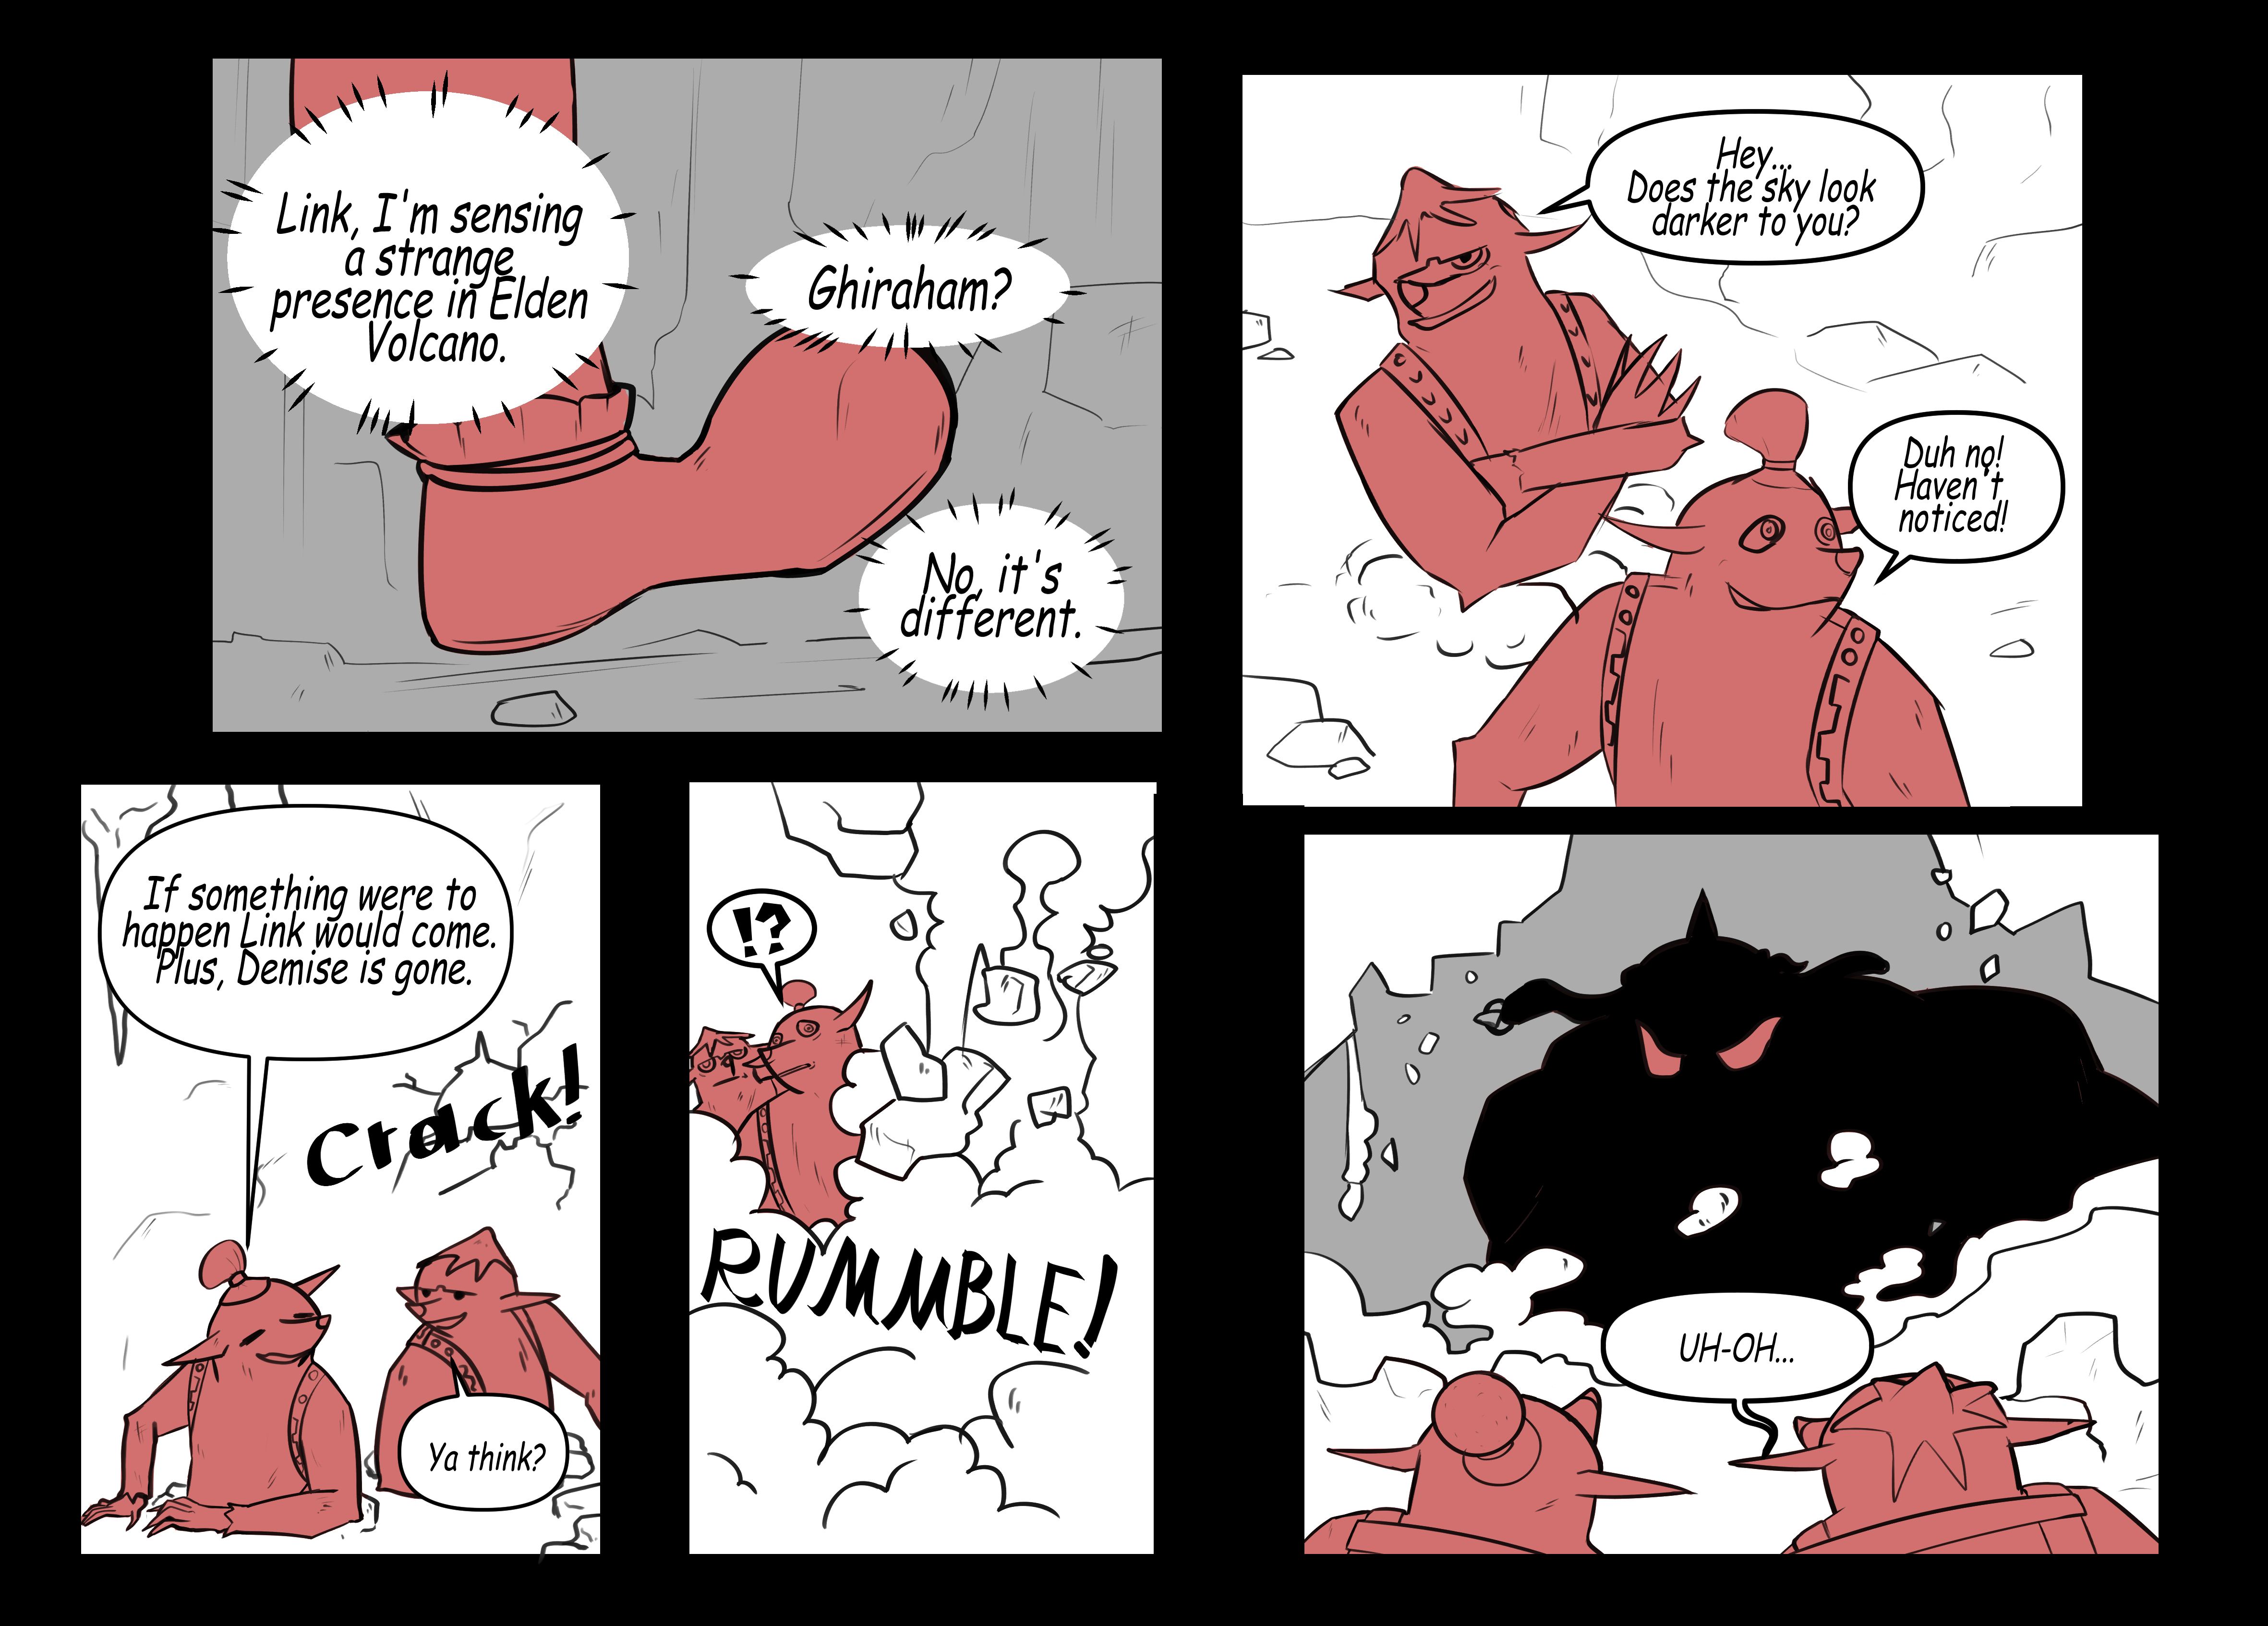 Link, I'm sensing
a strange
presence in Elden
Volcano.
Ghiraham?
No, it's
different.
Hey...
Does the sky look
darker to you?
Duh no!
Haven't
noticed!
If something were to
happen Link would come.
Plus, Demise is gone.
Crack!
Ya think?
!?
RUMMBLE!
UH-OH...